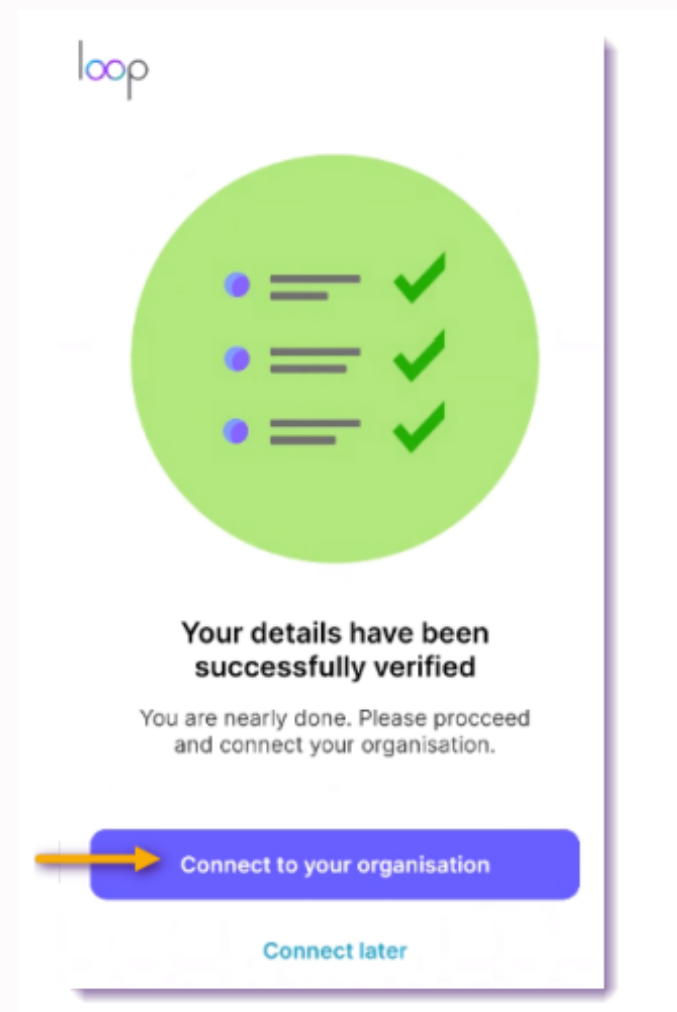 loop
Your details have been
successfully verified
You are nearly done. Please procceed
and connect your organisation.
Connect to your organisation
Connect later